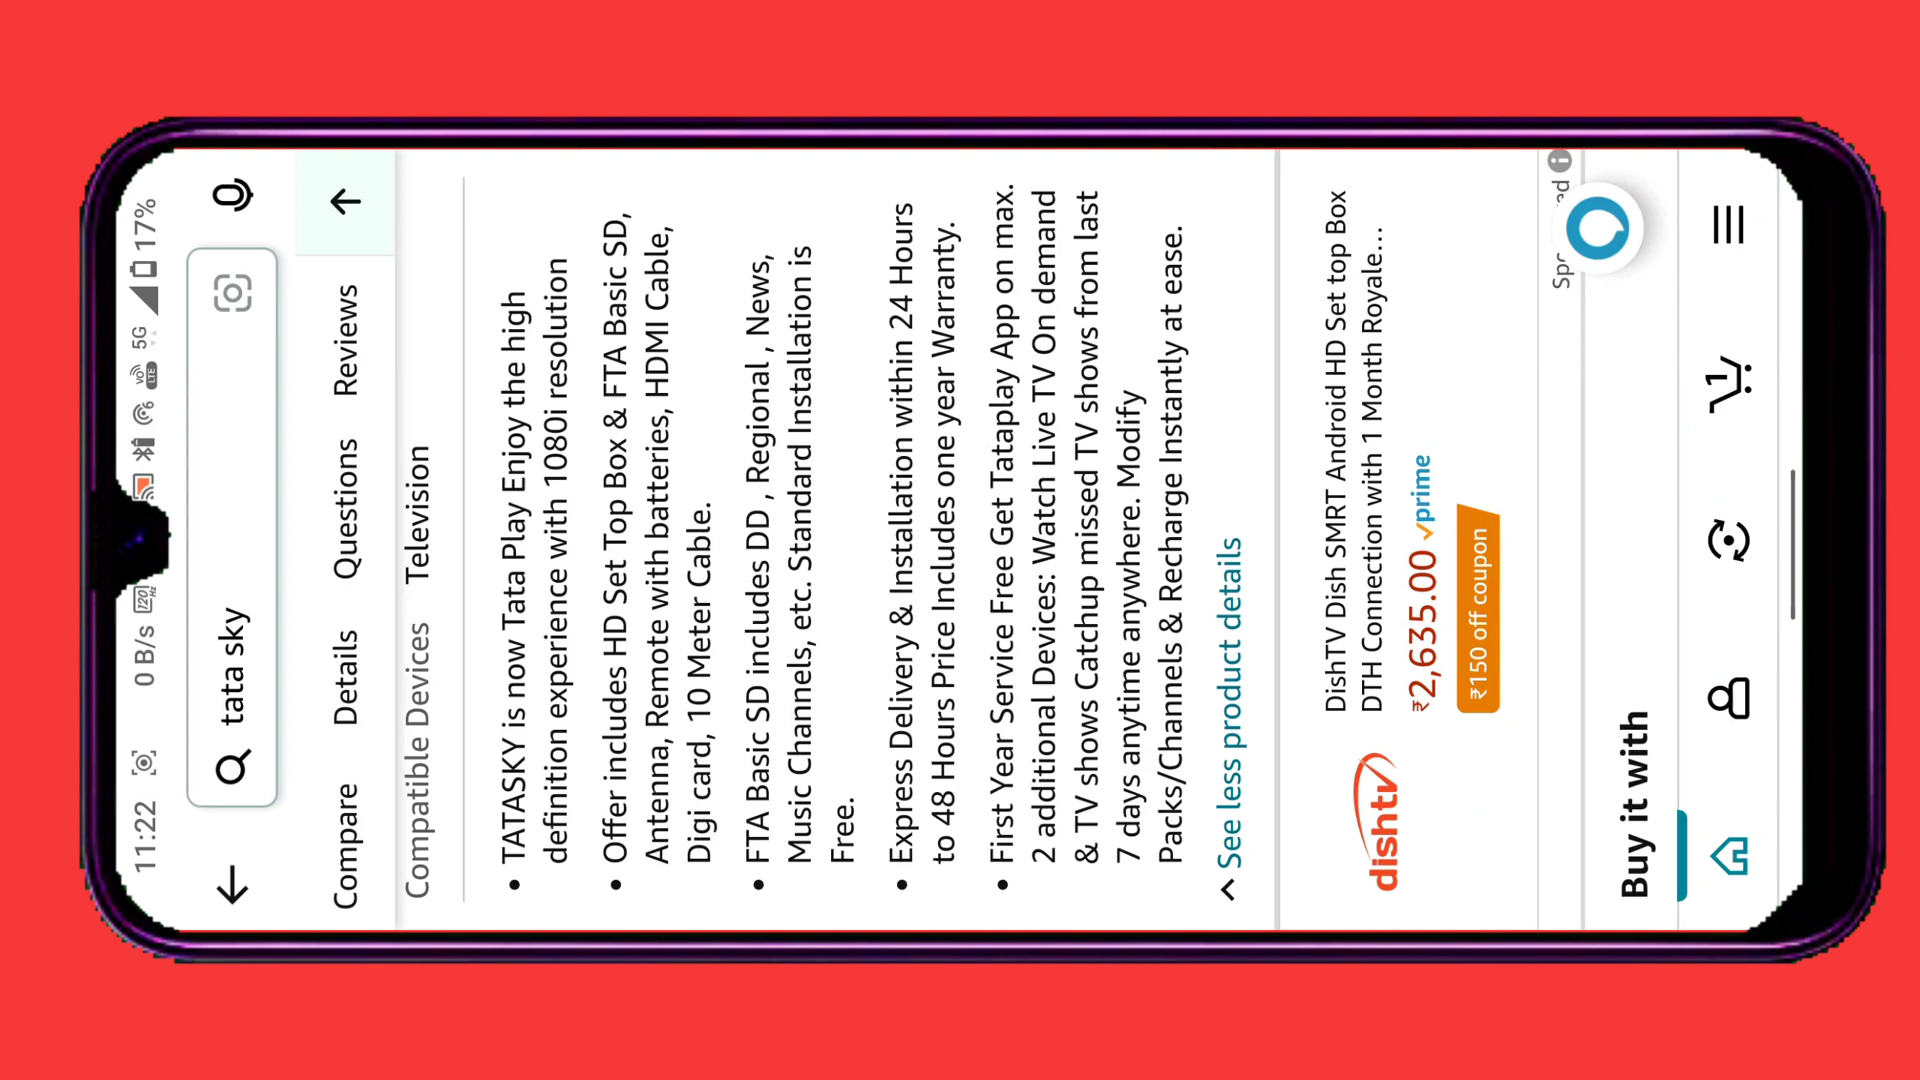 11:22 0 B/s 120 Hz 6 Vo) LTE 5G 17%
tata sky
Compare Details Questions Reviews
Compatible Devices Television
• TATASKY is now Tata Play Enjoy the high
definition experience with 1080i resolution
• Offer includes HD Set Top Box & FTA Basic SD,
Antenna, Remote with batteries, HDMI Cable,
Digi card, 10 Meter Cable.
• FTA Basic SD includes DD , Regional , News,
Music Channels, etc. Standard Installation is
Free.
• Express Delivery & Installation within 24 Hours
to 48 Hours Price Includes one year Warranty.
• First Year Service Free Get Tataplay App on max.
2 additional Devices: Watch Live TV On demand
& TV shows Catchup missed TV shows from last
7 days anytime anywhere. Modify
Packs/Channels & Recharge Instantly at ease.
See less product details
dishtv
DishTV Dish SMRT Android HD Set top Box
DTH Connection with 1 Month Royale...
₹2,635.00 prime
₹150 off coupon
Buy it with
1